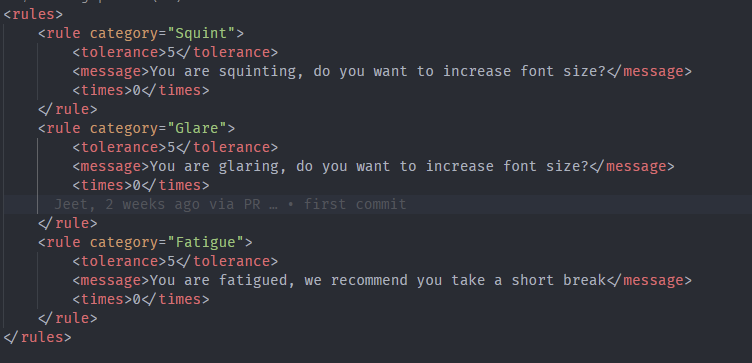 <rules>
<rule category="Squint">
<tolerance>5</tolerance>
<message>You are squinting, do you want to increase font size?</message>
<times>0</times>
</rule>
<rule category="Glare">
<tolerance>5</tolerance>
<message>You are glaring, do you want to increase font size?</message>
<times>0</times>
Jeet, 2 weeks ago via PR … • first commit
</rule>
<rule category="Fatigue">
<tolerance>5</tolerance>
<message>You are fatigued, we recommend you take a short break</message>
<times>0</times>
</rule>
</rules>